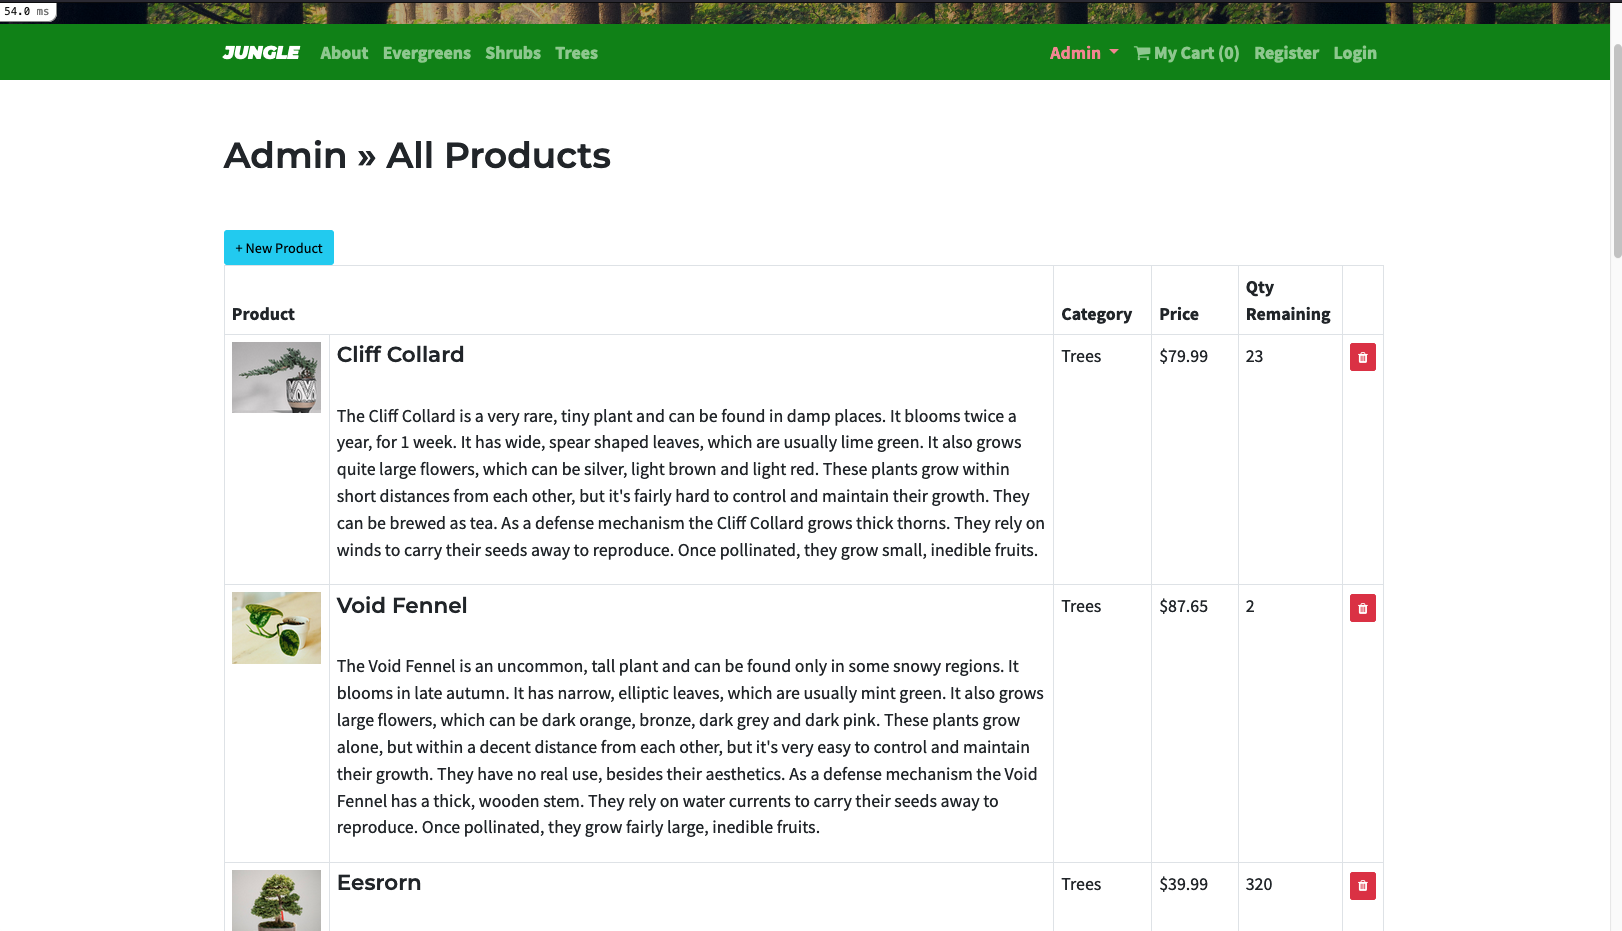 54.0 ms
JUNGLE About Evergreens Shrubs Trees Admin My Cart (0) Register Login
Admin » All Products
+ New Product
Product Category Price Qty Remaining
Cliff Collard Trees $79.99 23
The Cliff Collard is a very rare, tiny plant and can be found in damp places. It blooms twice a
year, for 1 week. It has wide, spear shaped leaves, which are usually lime green. It also grows
quite large flowers, which can be silver, light brown and light red. These plants grow within
short distances from each other, but it's fairly hard to control and maintain their growth. They
can be brewed as tea. As a defense mechanism the Cliff Collard grows thick thorns. They rely on
winds to carry their seeds away to reproduce. Once pollinated, they grow small, inedible fruits.
Void Fennel Trees $87.65 2
The Void Fennel is an uncommon, tall plant and can be found only in some snowy regions. It
blooms in late autumn. It has narrow, elliptic leaves, which are usually mint green. It also grows
large flowers, which can be dark orange, bronze, dark grey and dark pink. These plants grow
alone, but within a decent distance from each other, but it's very easy to control and maintain
their growth. They have no real use, besides their aesthetics. As a defense mechanism the Void
Fennel has a thick, wooden stem. They rely on water currents to carry their seeds away to
reproduce. Once pollinated, they grow fairly large, inedible fruits.
Eesrorn Trees $39.99 320